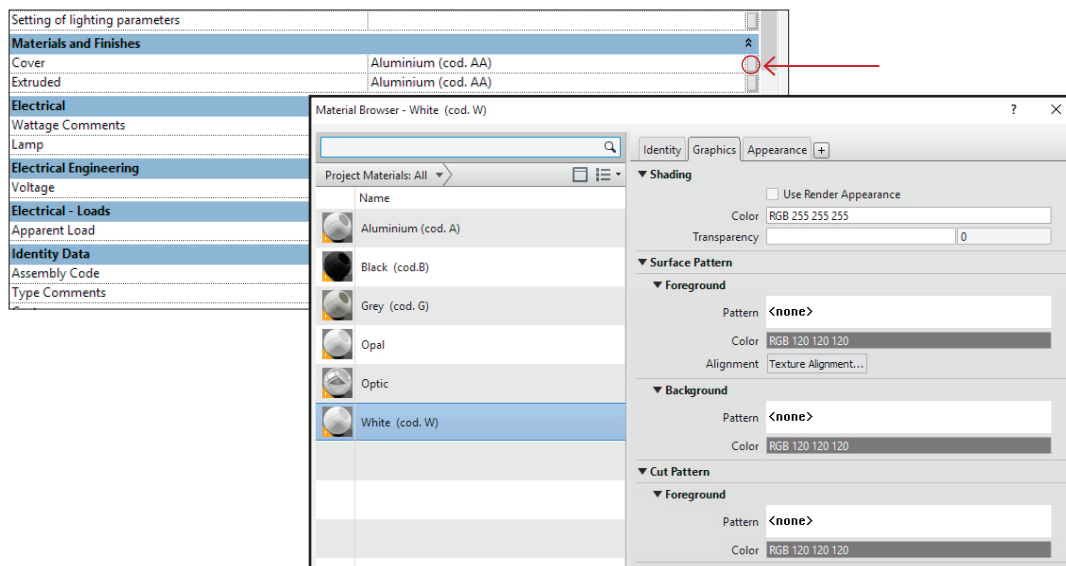 Setting of lighting parameters
Materials and Finishes
Cover Aluminium (cod. AA)
Extruded Aluminium (cod. AA)
Electrical
Wattage Comments
Lamp
Electrical Engineering
Voltage
Electrical - Loads
Apparent Load
Identity Data
Assembly Code
Type Comments
Material Browser - White (cod. W) ?
Project Materials: All
Name
Aluminium (cod. A)
Black (cod.B)
Grey (cod. G)
Opal
Optic
White (cod. W)
Identity Graphics Appearance +
Shading
Use Render Appearance
Color RGB 255 255 255
Transparency 0
Surface Pattern
Foreground
Pattern <none>
Color RGB 120 120 120
Alignment Texture Alignment...
Background
Pattern <none>
Color RGB 120 120 120
Cut Pattern
Foreground
Pattern <none>
Color RGB 120 120 120